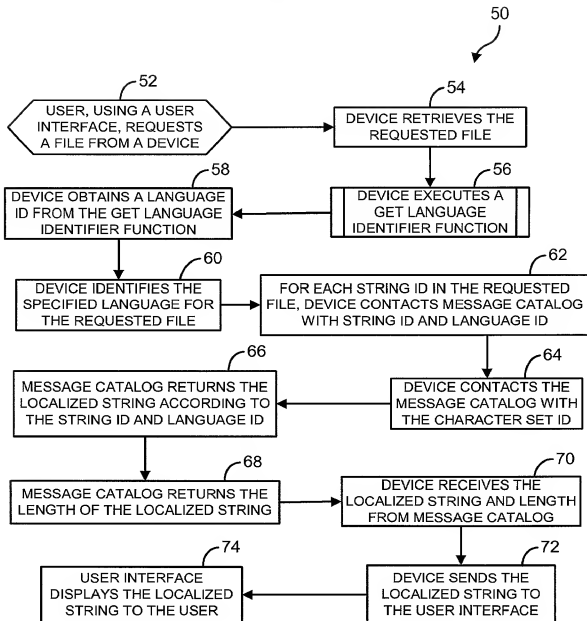 50
52
USER, USING A USER
INTERFACE, REQUESTS
A FILE FROM A DEVICE
54
DEVICE RETRIEVES THE
REQUESTED FILE
56
DEVICE EXECUTES A
GET LANGUAGE
IDENTIFIER FUNCTION
58
DEVICE OBTAINS A LANGUAGE
ID FROM THE GET LANGUAGE
IDENTIFIER FUNCTION
60
DEVICE IDENTIFIES THE
SPECIFIED LANGUAGE FOR
THE REQUESTED FILE
62
FOR EACH STRING ID IN THE REQUESTED
FILE, DEVICE CONTACTS MESSAGE CATALOG
WITH STRING ID AND LANGUAGE ID
64
DEVICE CONTACTS THE
MESSAGE CATALOG WITH
THE CHARACTER SET ID
66
MESSAGE CATALOG RETURNS THE
LOCALIZED STRING ACCORDING TO
THE STRING ID AND LANGUAGE ID
68
MESSAGE CATALOG RETURNS THE
LENGTH OF THE LOCALIZED STRING
70
DEVICE RECEIVES THE
LOCALIZED STRING AND LENGTH
FROM MESSAGE CATALOG
72
DEVICE SENDS THE
LOCALIZED STRING TO
THE USER INTERFACE
74
USER INTERFACE
DISPLAYS THE LOCALIZED
STRING TO THE USER